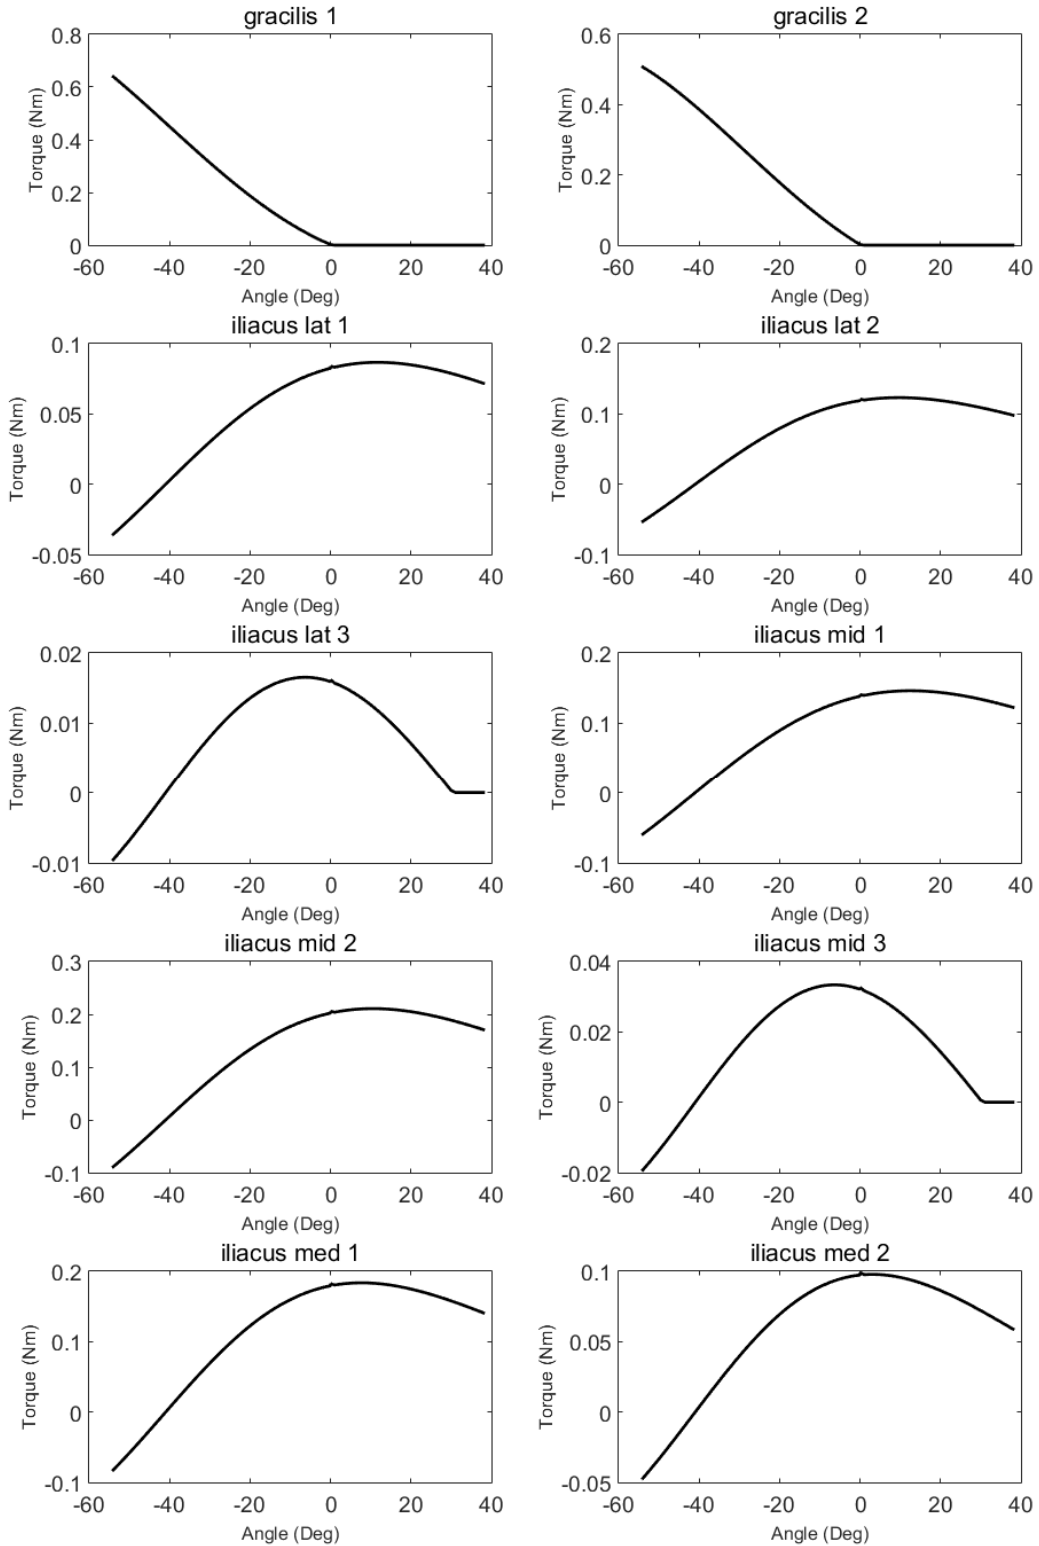 gracilis 1
0.8
0.6
0.4
0.2
0
Torque (Nm)
-60 -40 -20 0 20 40
Angle (Deg)
gracilis 2
0.6
0.4
0.2
0
Torque (Nm)
-60 -40 -20 0 20 40
Angle (Deg)
iliacus lat 1
0.1
0.05
0
-0.05
Torque (Nm)
-60 -40 -20 0 20 40
Angle (Deg)
iliacus lat 2
0.2
0.1
0
-0.1
Torque (Nm)
-60 -40 -20 0 20 40
Angle (Deg)
iliacus lat 3
0.02
0.01
0
-0.01
Torque (Nm)
-60 -40 -20 0 20 40
Angle (Deg)
iliacus mid 1
0.2
0.1
0
-0.1
Torque (Nm)
-60 -40 -20 0 20 40
Angle (Deg)
iliacus mid 2
0.3
0.2
0.1
0
-0.1
Torque (Nm)
-60 -40 -20 0 20 40
Angle (Deg)
iliacus mid 3
0.04
0.02
0
-0.02
Torque (Nm)
-60 -40 -20 0 20 40
Angle (Deg)
iliacus med 1
0.2
0.1
0
-0.1
Torque (Nm)
-60 -40 -20 0 20 40
Angle (Deg)
iliacus med 2
0.1
0.05
0
-0.05
Torque (Nm)
-60 -40 -20 0 20 40
Angle (Deg)